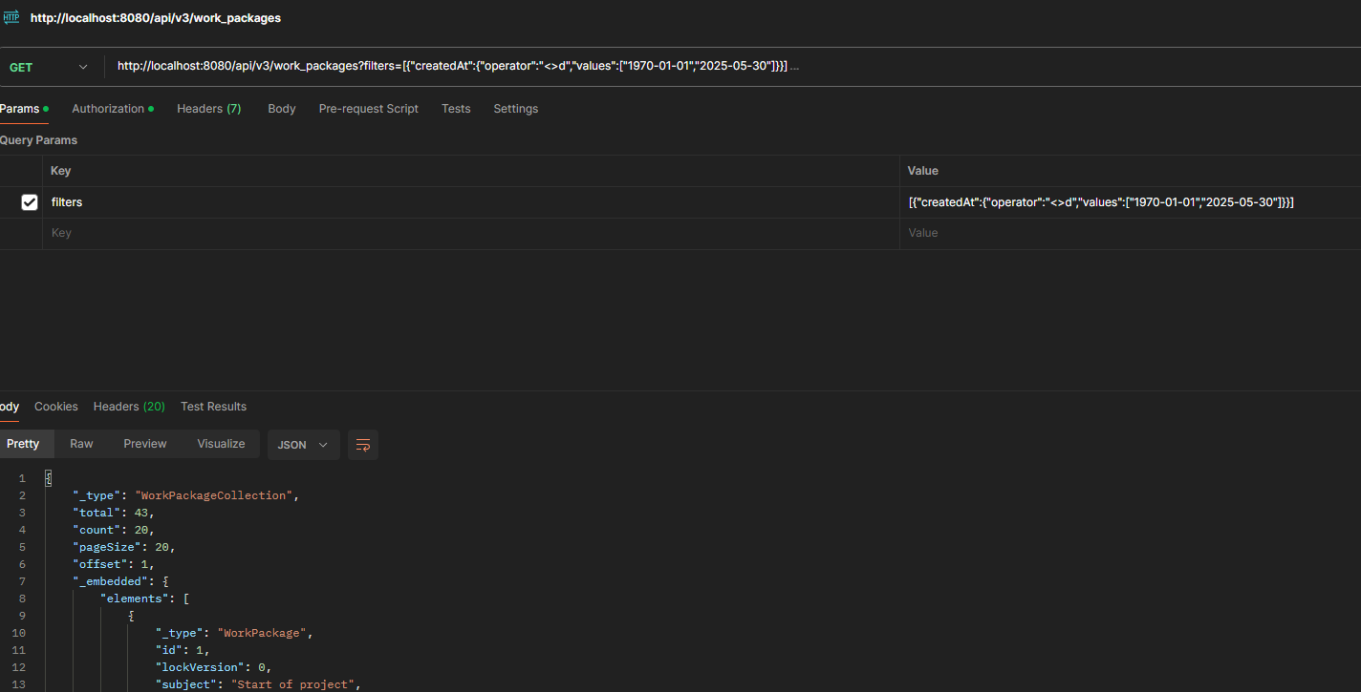 HTTP http://localhost:8080/api/v3/work_packages
GET http://localhost:8080/api/v3/work_packages?filters=[{"createdAt":{"operator":"<>d","values":["1970-01-01","2025-05-30"]}}] ...
Params Authorization Headers (7) Body Pre-request Script Tests Settings
Query Params
Key Value
filters [{"createdAt":{"operator":"<>d","values":["1970-01-01","2025-05-30"]}}]
Key Value
ody Cookies Headers (20) Test Results
Pretty Raw Preview Visualize JSON
1 {
2 "_type": "WorkPackageCollection",
3 "total": 43,
4 "count": 20,
5 "pageSize": 20,
6 "offset": 1,
7 "_embedded": {
8 "elements": [
9 {
10 "_type": "WorkPackage",
11 "id": 1,
12 "lockVersion": 0,
13 "subject": "Start of project",